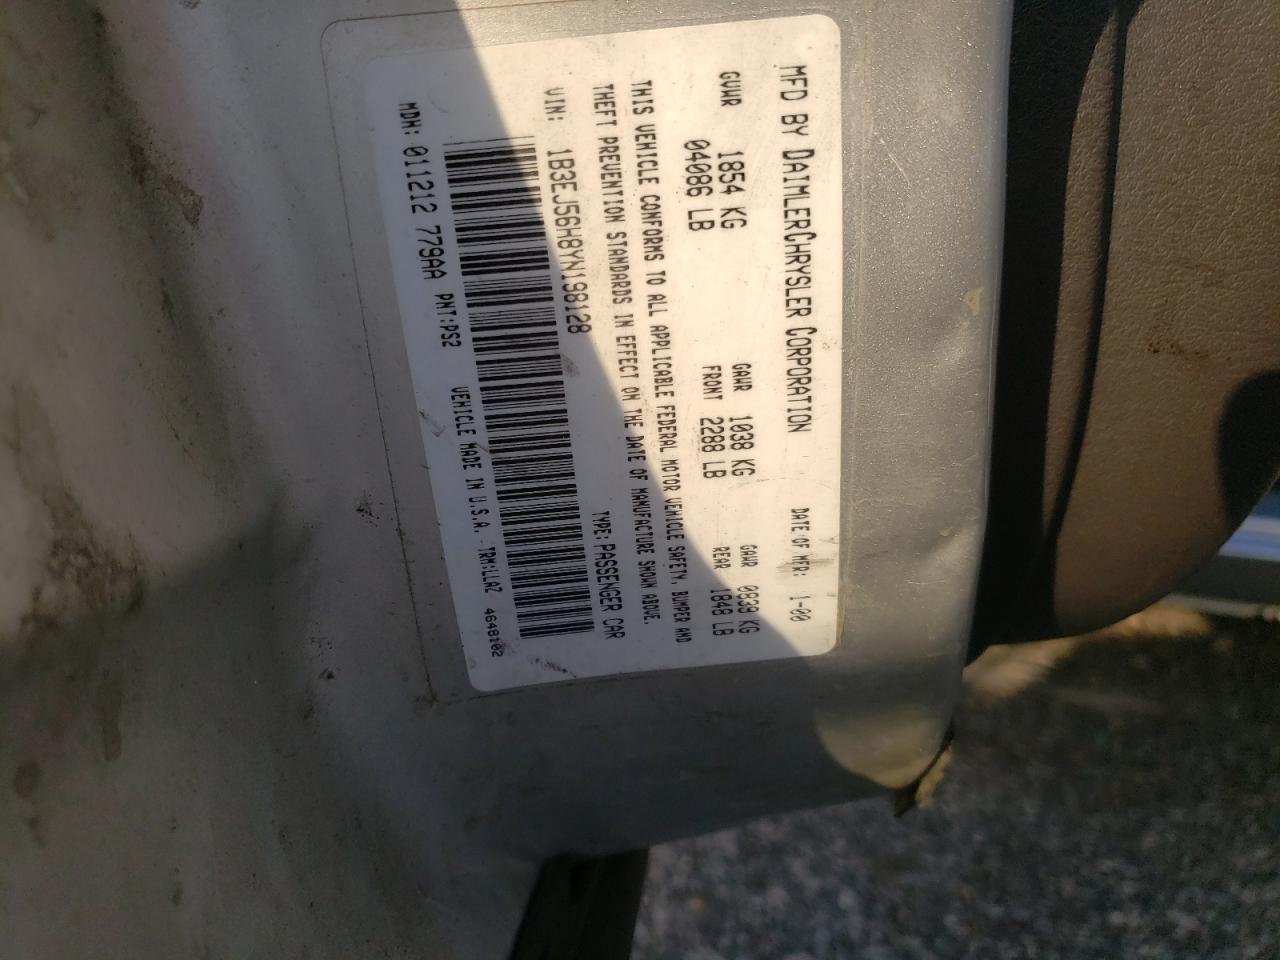 MFD BY DAIMLERCHRYSLER CORPORATION DATE OF MFR: 1-00
GVWR 1854 KG GAWR 1038 KG GAWR 0838 KG
04086 LB FRONT 2288 LB REAR 1848 LB
THIS VEHICLE CONFORMS TO ALL APPLICABLE FEDERAL MOTOR VEHICLE SAFETY, BUMPER AND
THEFT PREVENTION STANDARDS IN EFFECT ON THE DATE OF MANUFACTURE SHOWN ABOVE.
VIN: 1B3EJ56H8YN198128 TYPE: PASSENGER CAR
MDH: 011212 779AA PNT:PS2 VEHICLE MADE IN U.S.A. TRM:LLAZ 4648102